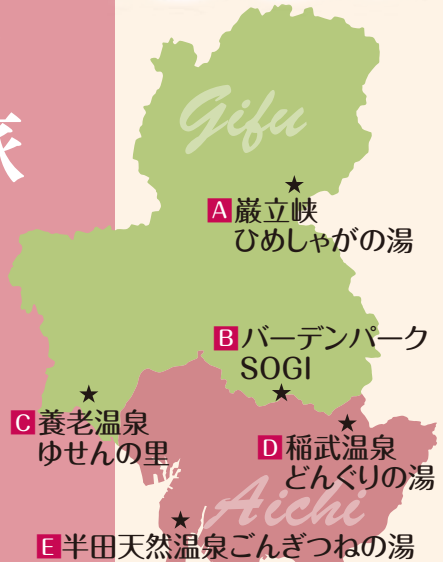 旅
Gifu
A 巌立峡
ひめしゃがの湯
B バーデンパーク
SOGI
C 養老温泉
ゆせんの里
D 稲武温泉
どんぐりの湯
Aichi
E 半田天然温泉ごんぎつねの湯